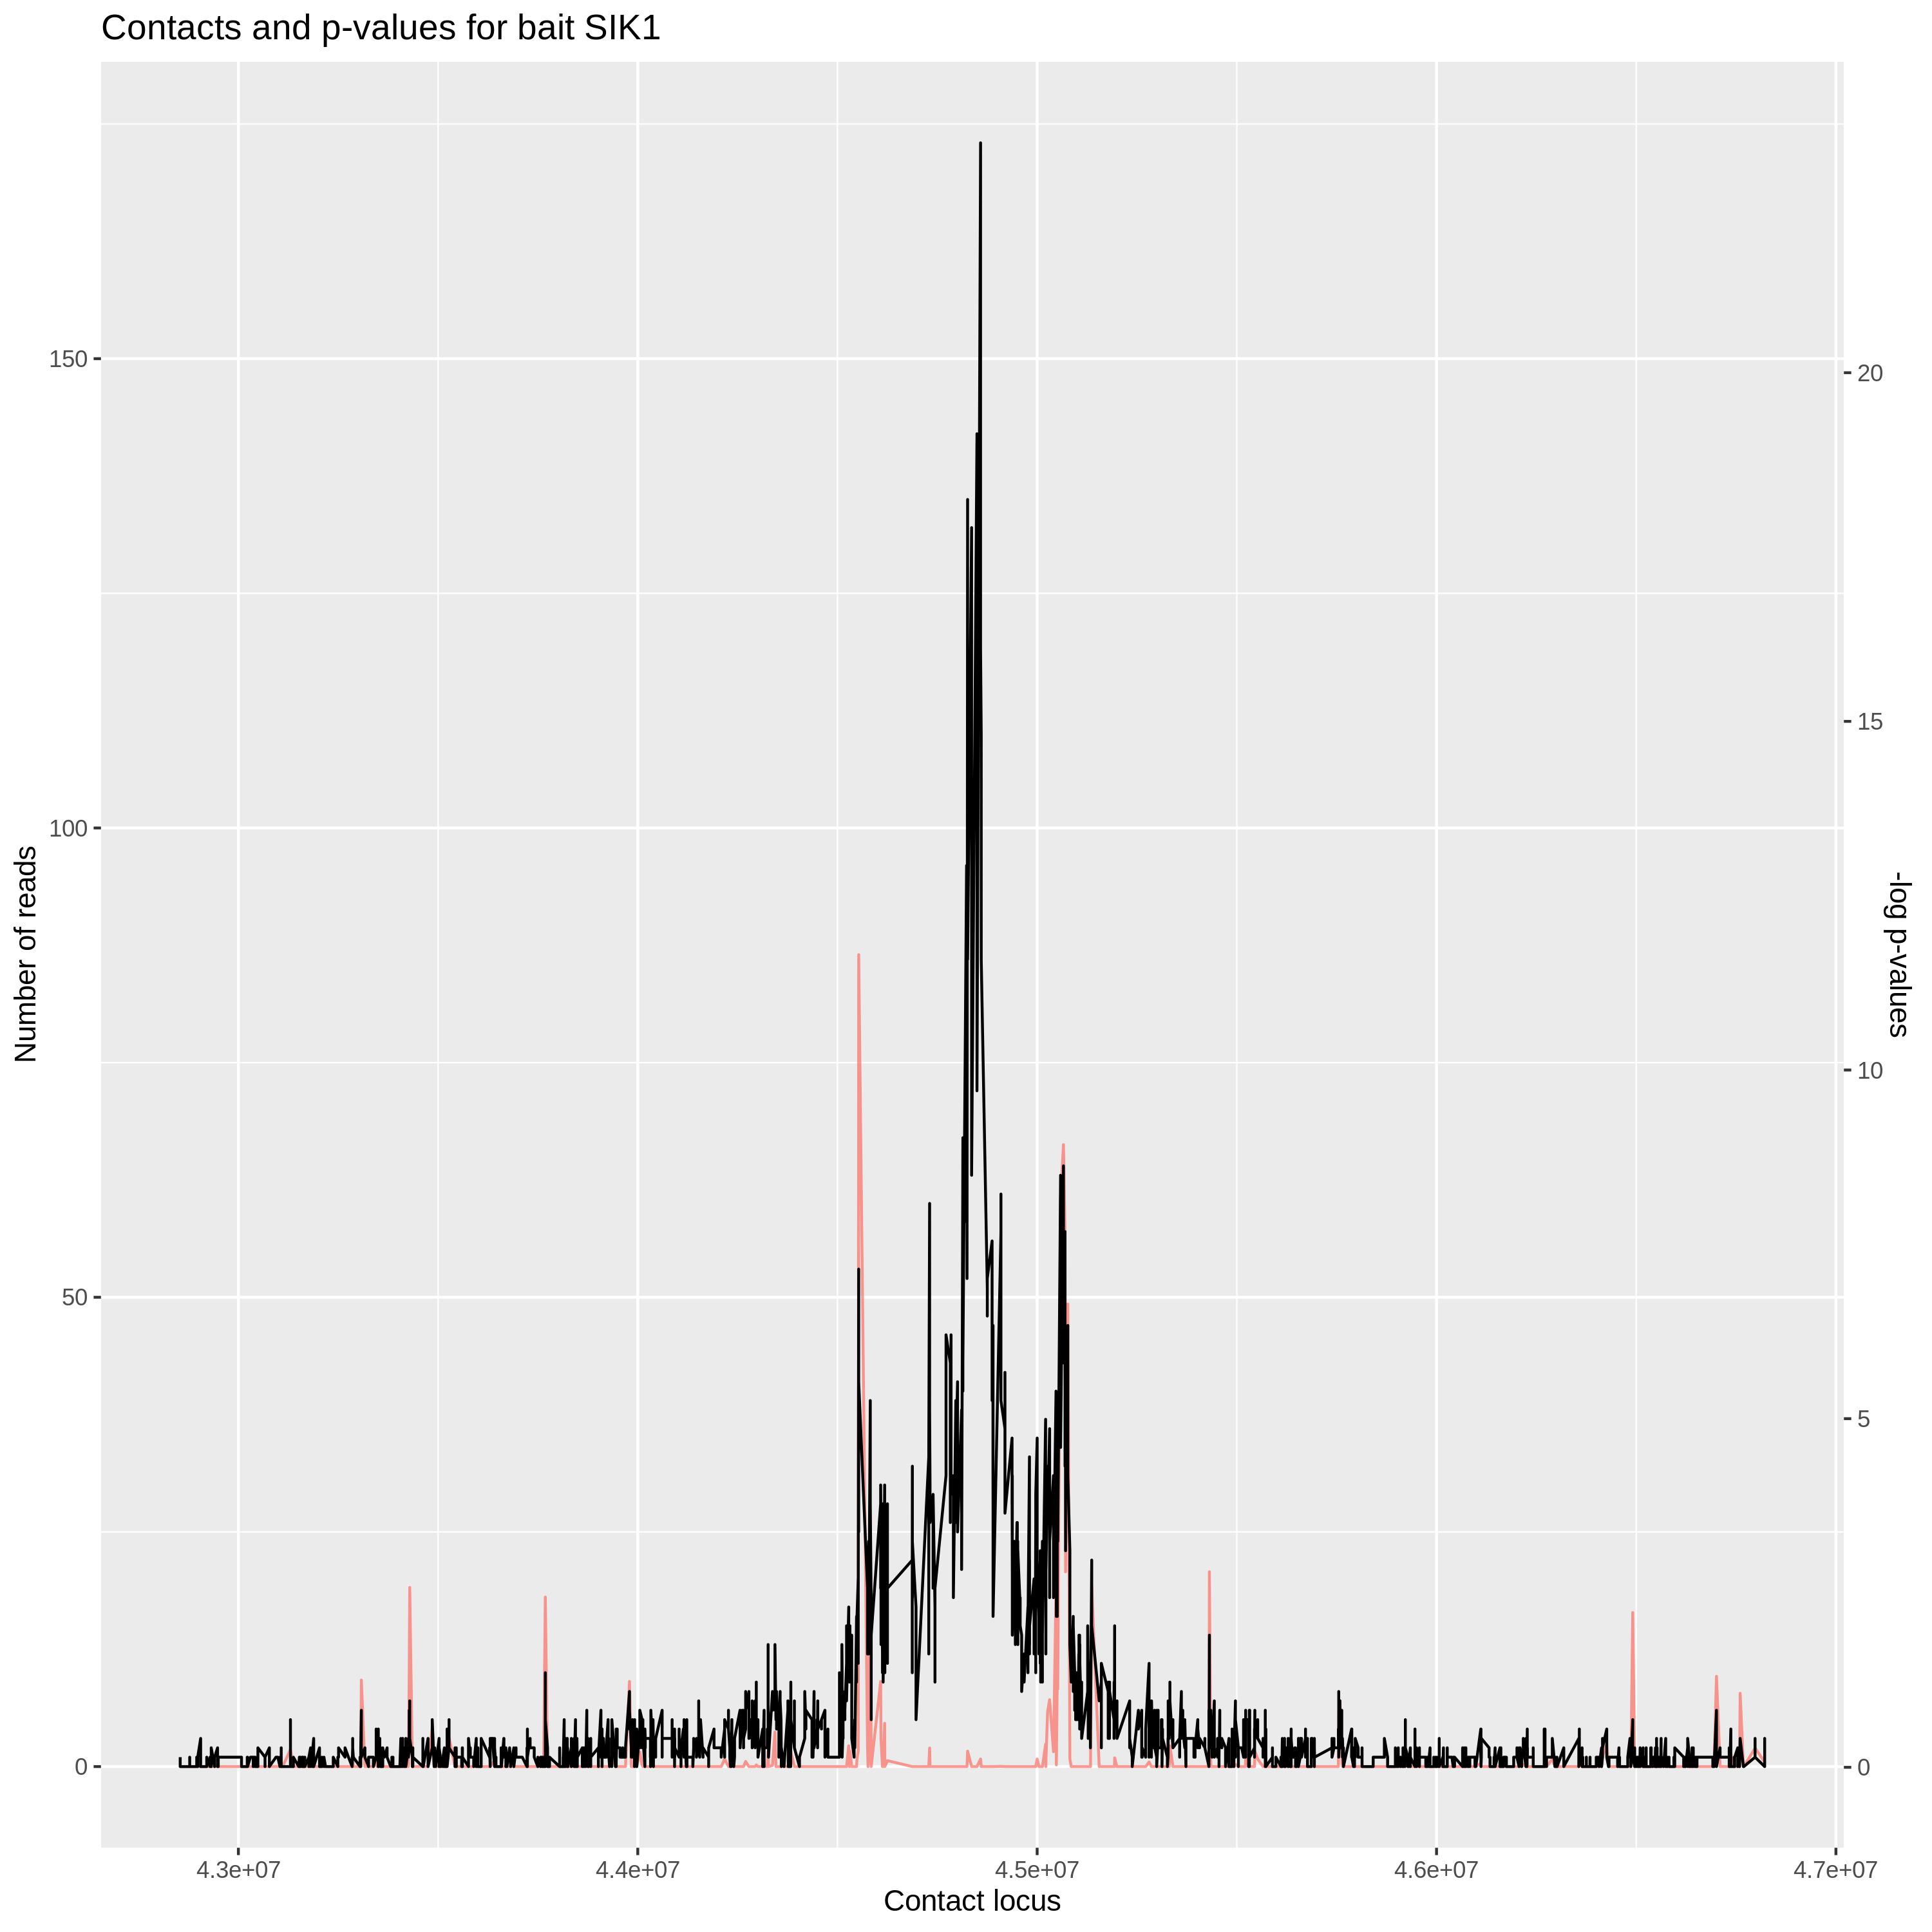 Contacts and p-values for bait SIK1
150
100
50
0
20
15
10
5
0
Number of reads
-log p-values
4.3e+07
4.4e+07
4.5e+07
4.6e+07
4.7e+07
Contact locus